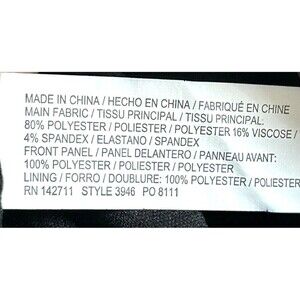 MADE IN CHINA / HECHO EN CHINA / FABRIQUÉ EN CHINE
MAIN FABRIC / TISSU PRINCIPAL / TISSU PRINCIPAL:
80% POLYESTER / POLIESTER / POLYESTER 16% VISCOSE /
4% SPANDEX / ELASTANO / SPANDEX
FRONT PANEL / PANEL DELANTERO / PANNEAU AVANT:
100% POLYESTER / POLIESTER / POLYESTER
LINING / FORRO / DOUBLURE: 100% POLYESTER / POLIESTER
RN 142711 STYLE 3946 PO 8111